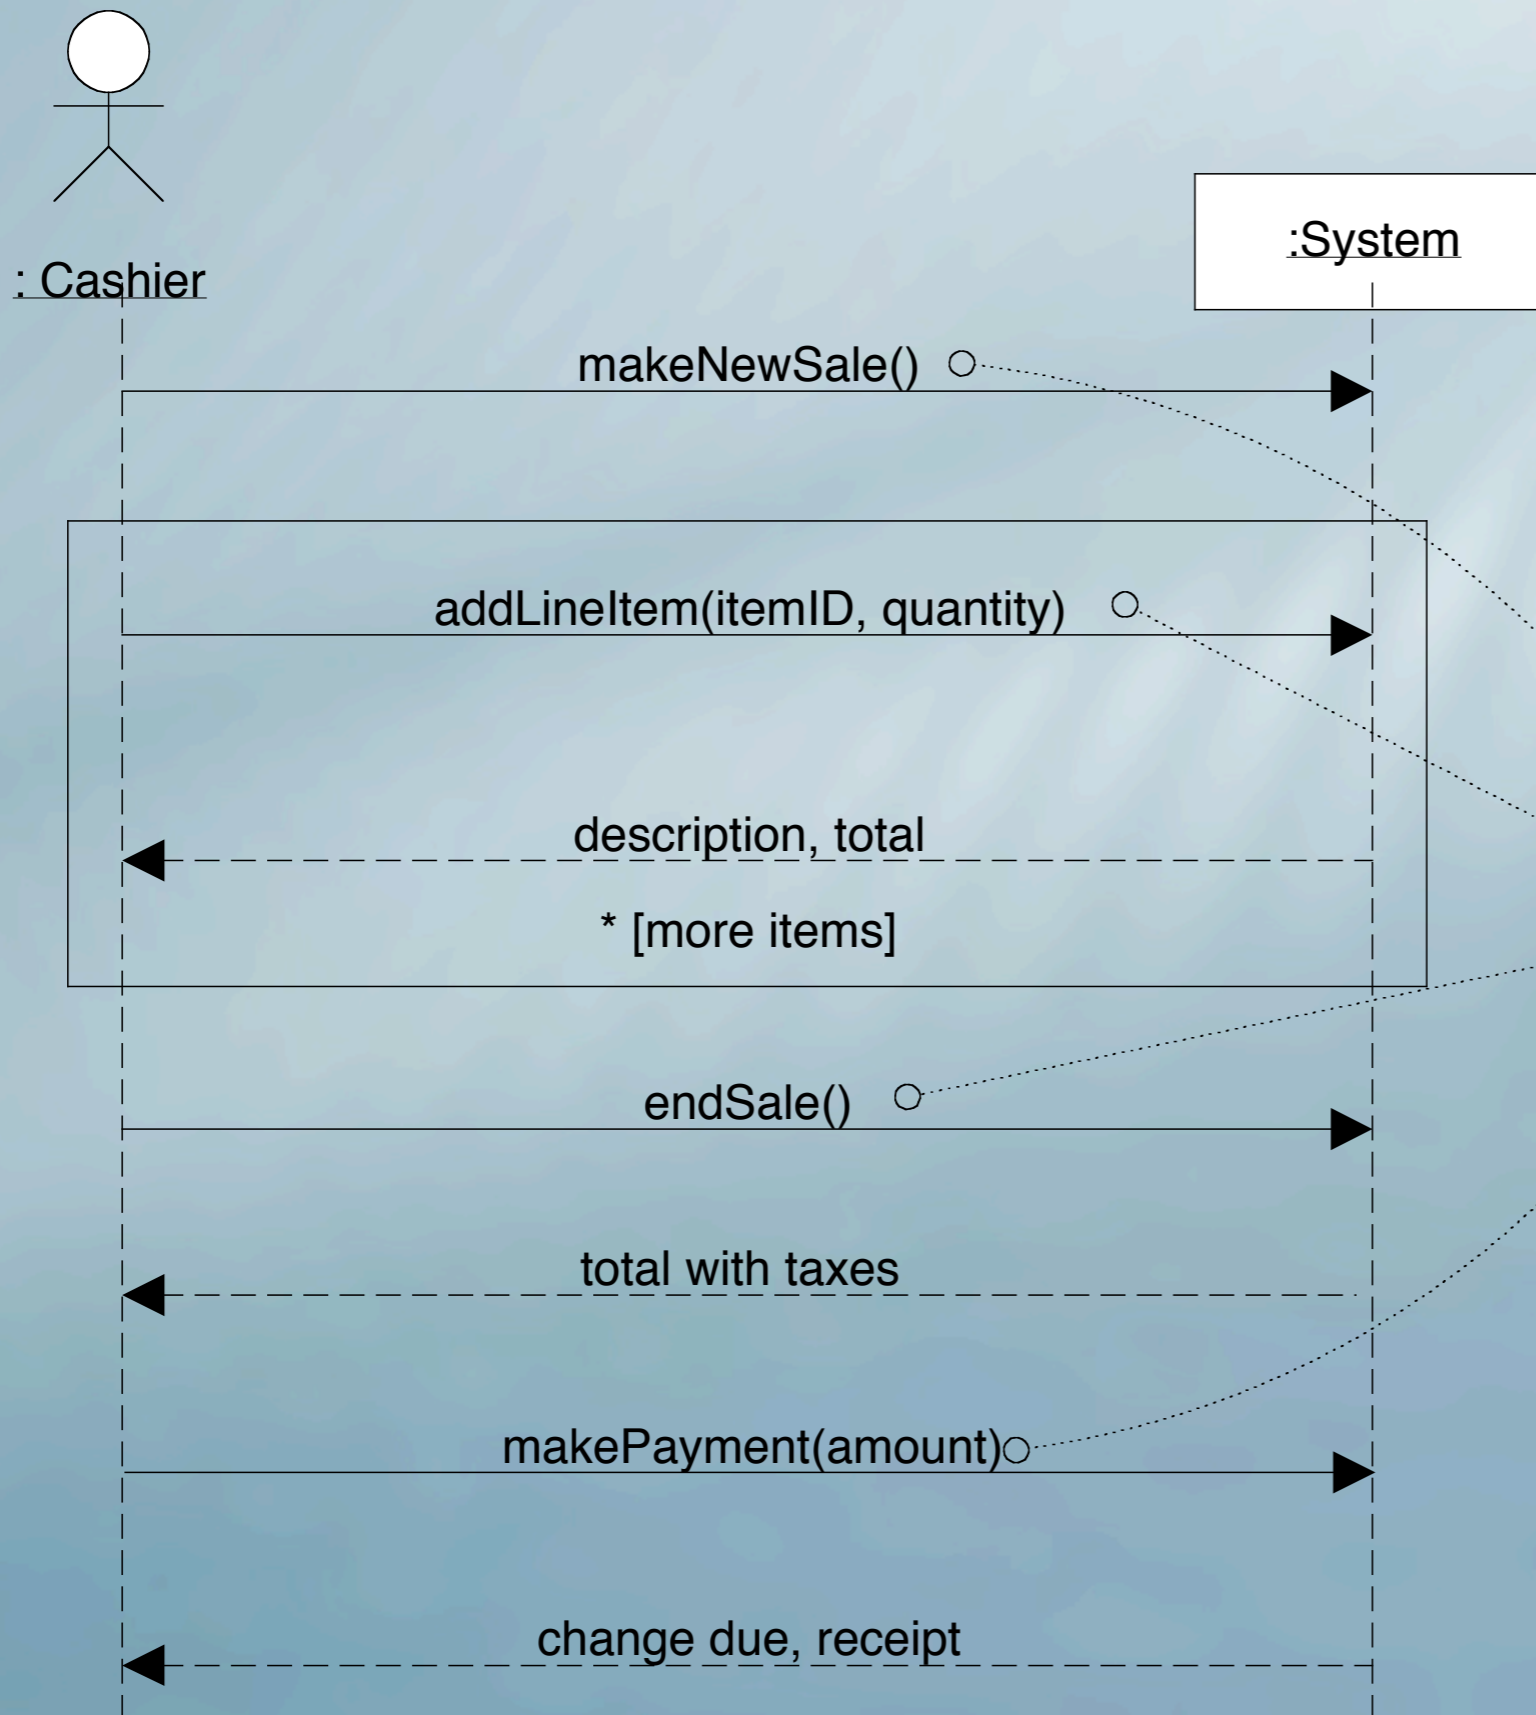 : Cashier
:System
makeNewSale()
addLineItem(itemID, quantity)
description, total
* [more items]
endSale()
total with taxes
makePayment(amount)
change due, receipt